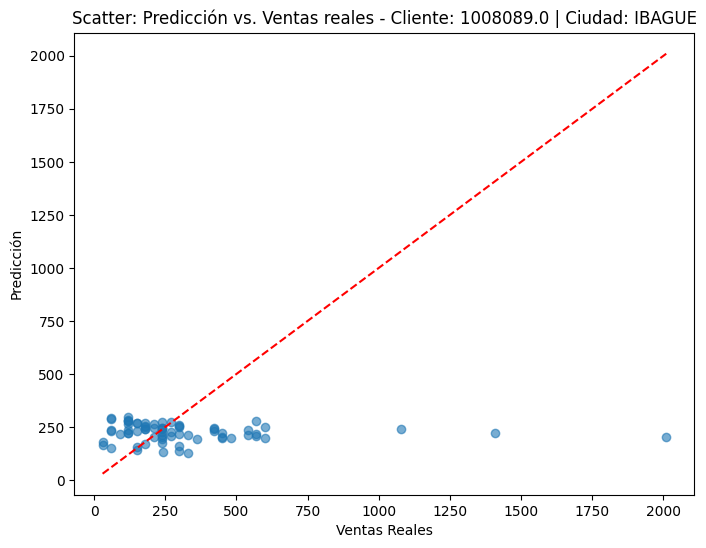 Scatter: Predicción vs. Ventas reales - Cliente: 1008089.0 | Ciudad: IBAGUE
2000
1750
1500
1250
1000
750
500
250
0
Predicción
0 250 500 750 1000 1250 1500 1750 2000
Ventas Reales